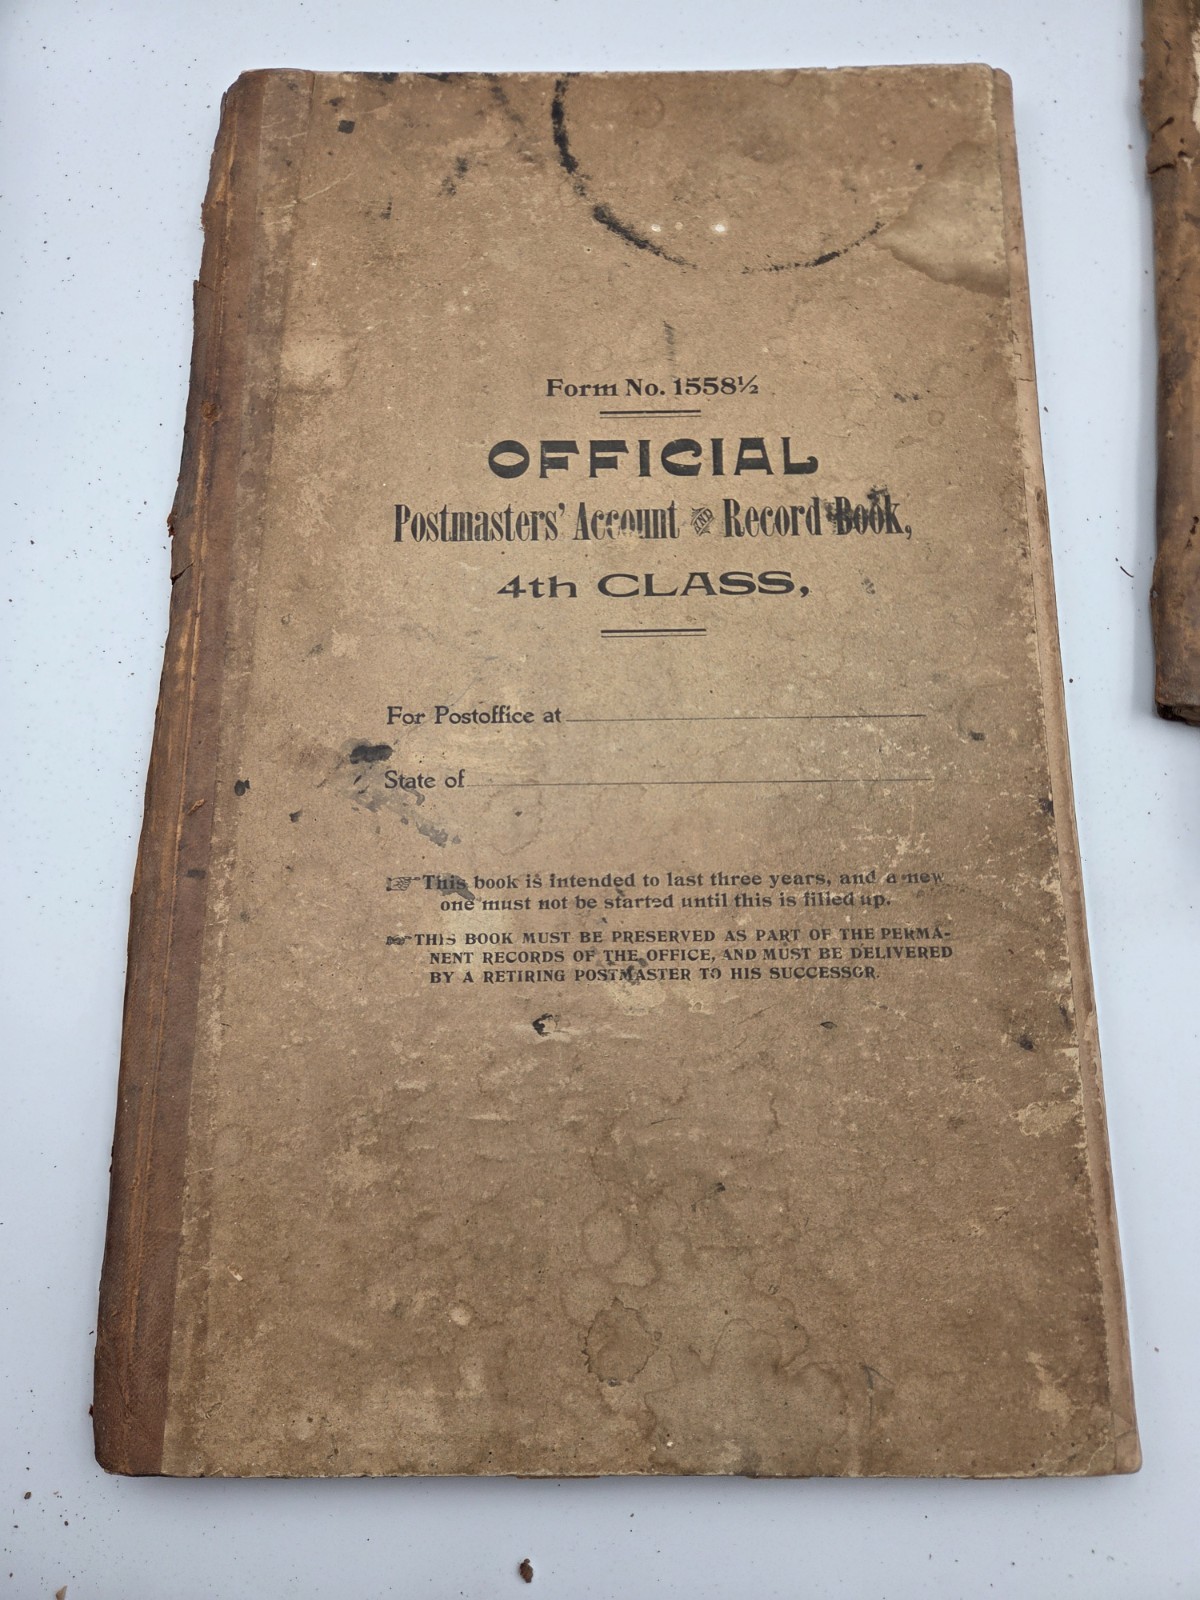 Form No. 1558½
OFFICIAL
Postmasters' Account AND Record Book,
4th CLASS,
For Postoffice at
State of
☞ This book is intended to last three years, and a new
one must not be started until this is filled up.
☞ THIS BOOK MUST BE PRESERVED AS PART OF THE PERMA-
NENT RECORDS OF THE OFFICE, AND MUST BE DELIVERED
BY A RETIRING POSTMASTER TO HIS SUCCESSOR.